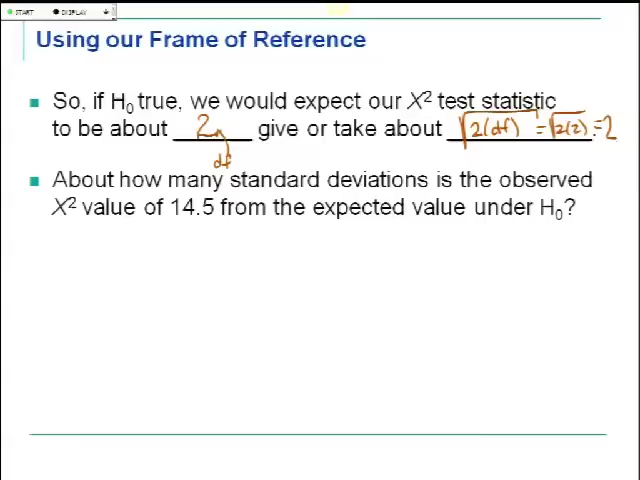 START DISPLAY
Using our Frame of Reference
So, if H₀ true, we would expect our X² test statistic
to be about 2 give or take about √2(df) = √2(2) = 2
df
About how many standard deviations is the observed
X² value of 14.5 from the expected value under H₀?